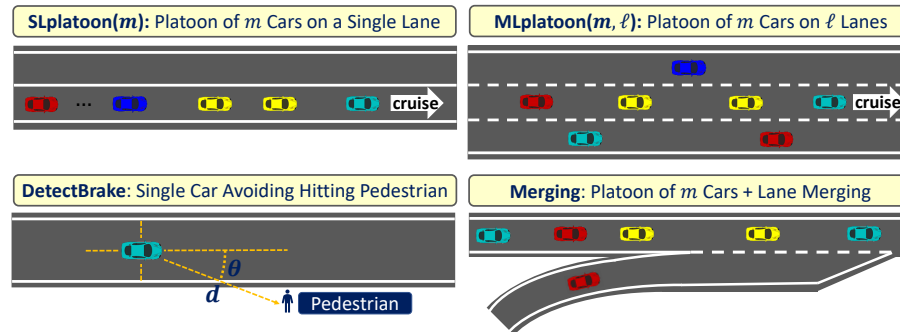 SLplatoon(m): Platoon of m Cars on a Single Lane
...
cruise
MLplatoon(m, ℓ): Platoon of m Cars on ℓ Lanes
cruise
DetectBrake: Single Car Avoiding Hitting Pedestrian
θ
d
Pedestrian
Merging: Platoon of m Cars + Lane Merging